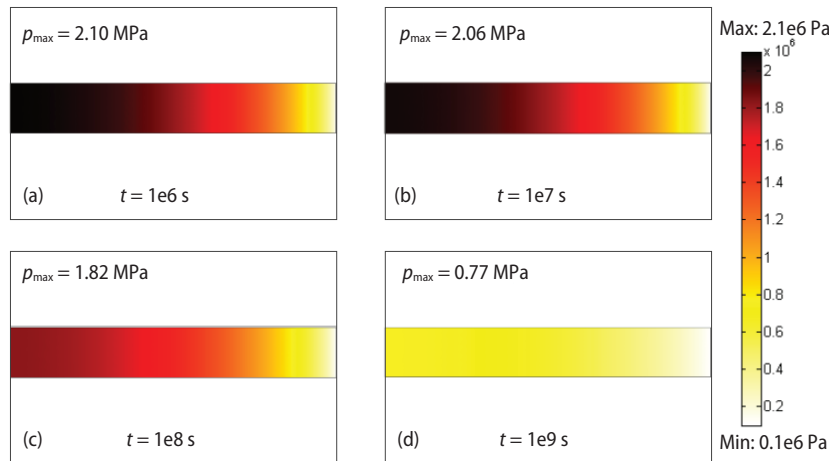 p_max = 2.10 MPa
(a) t = 1e6 s
p_max = 2.06 MPa
(b) t = 1e7 s
p_max = 1.82 MPa
(c) t = 1e8 s
p_max = 0.77 MPa
(d) t = 1e9 s
Max: 2.1e6 Pa
x 10^6
2
1.8
1.6
1.4
1.2
1
0.8
0.6
0.4
0.2
Min: 0.1e6 Pa